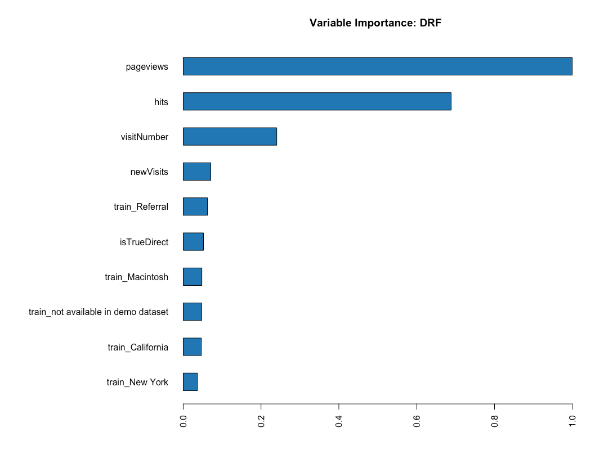 Variable Importance: DRF
pageviews
hits
visitNumber
newVisits
train_Referral
isTrueDirect
train_Macintosh
train_not available in demo dataset
train_California
train_New York
0.0 0.2 0.4 0.6 0.8 1.0